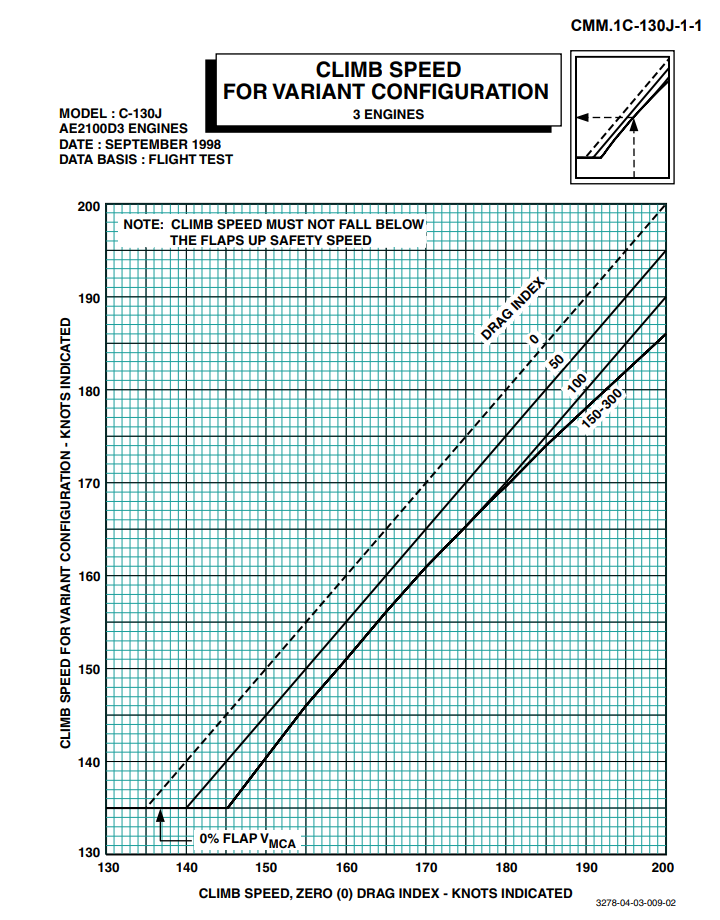 CMM.1C-130J-1-1
CLIMB SPEED
FOR VARIANT CONFIGURATION
3 ENGINES
MODEL : C-130J
AE2100D3 ENGINES
DATE : SEPTEMBER 1998
DATA BASIS : FLIGHT TEST
NOTE: CLIMB SPEED MUST NOT FALL BELOW
THE FLAPS UP SAFETY SPEED
DRAG INDEX
0
50
100
150-300
CLIMB SPEED FOR VARIANT CONFIGURATION - KNOTS INDICATED
200
190
180
170
160
150
140
130
0% FLAP VMCA
130 140 150 160 170 180 190 200
CLIMB SPEED, ZERO (0) DRAG INDEX - KNOTS INDICATED
3278-04-03-009-02